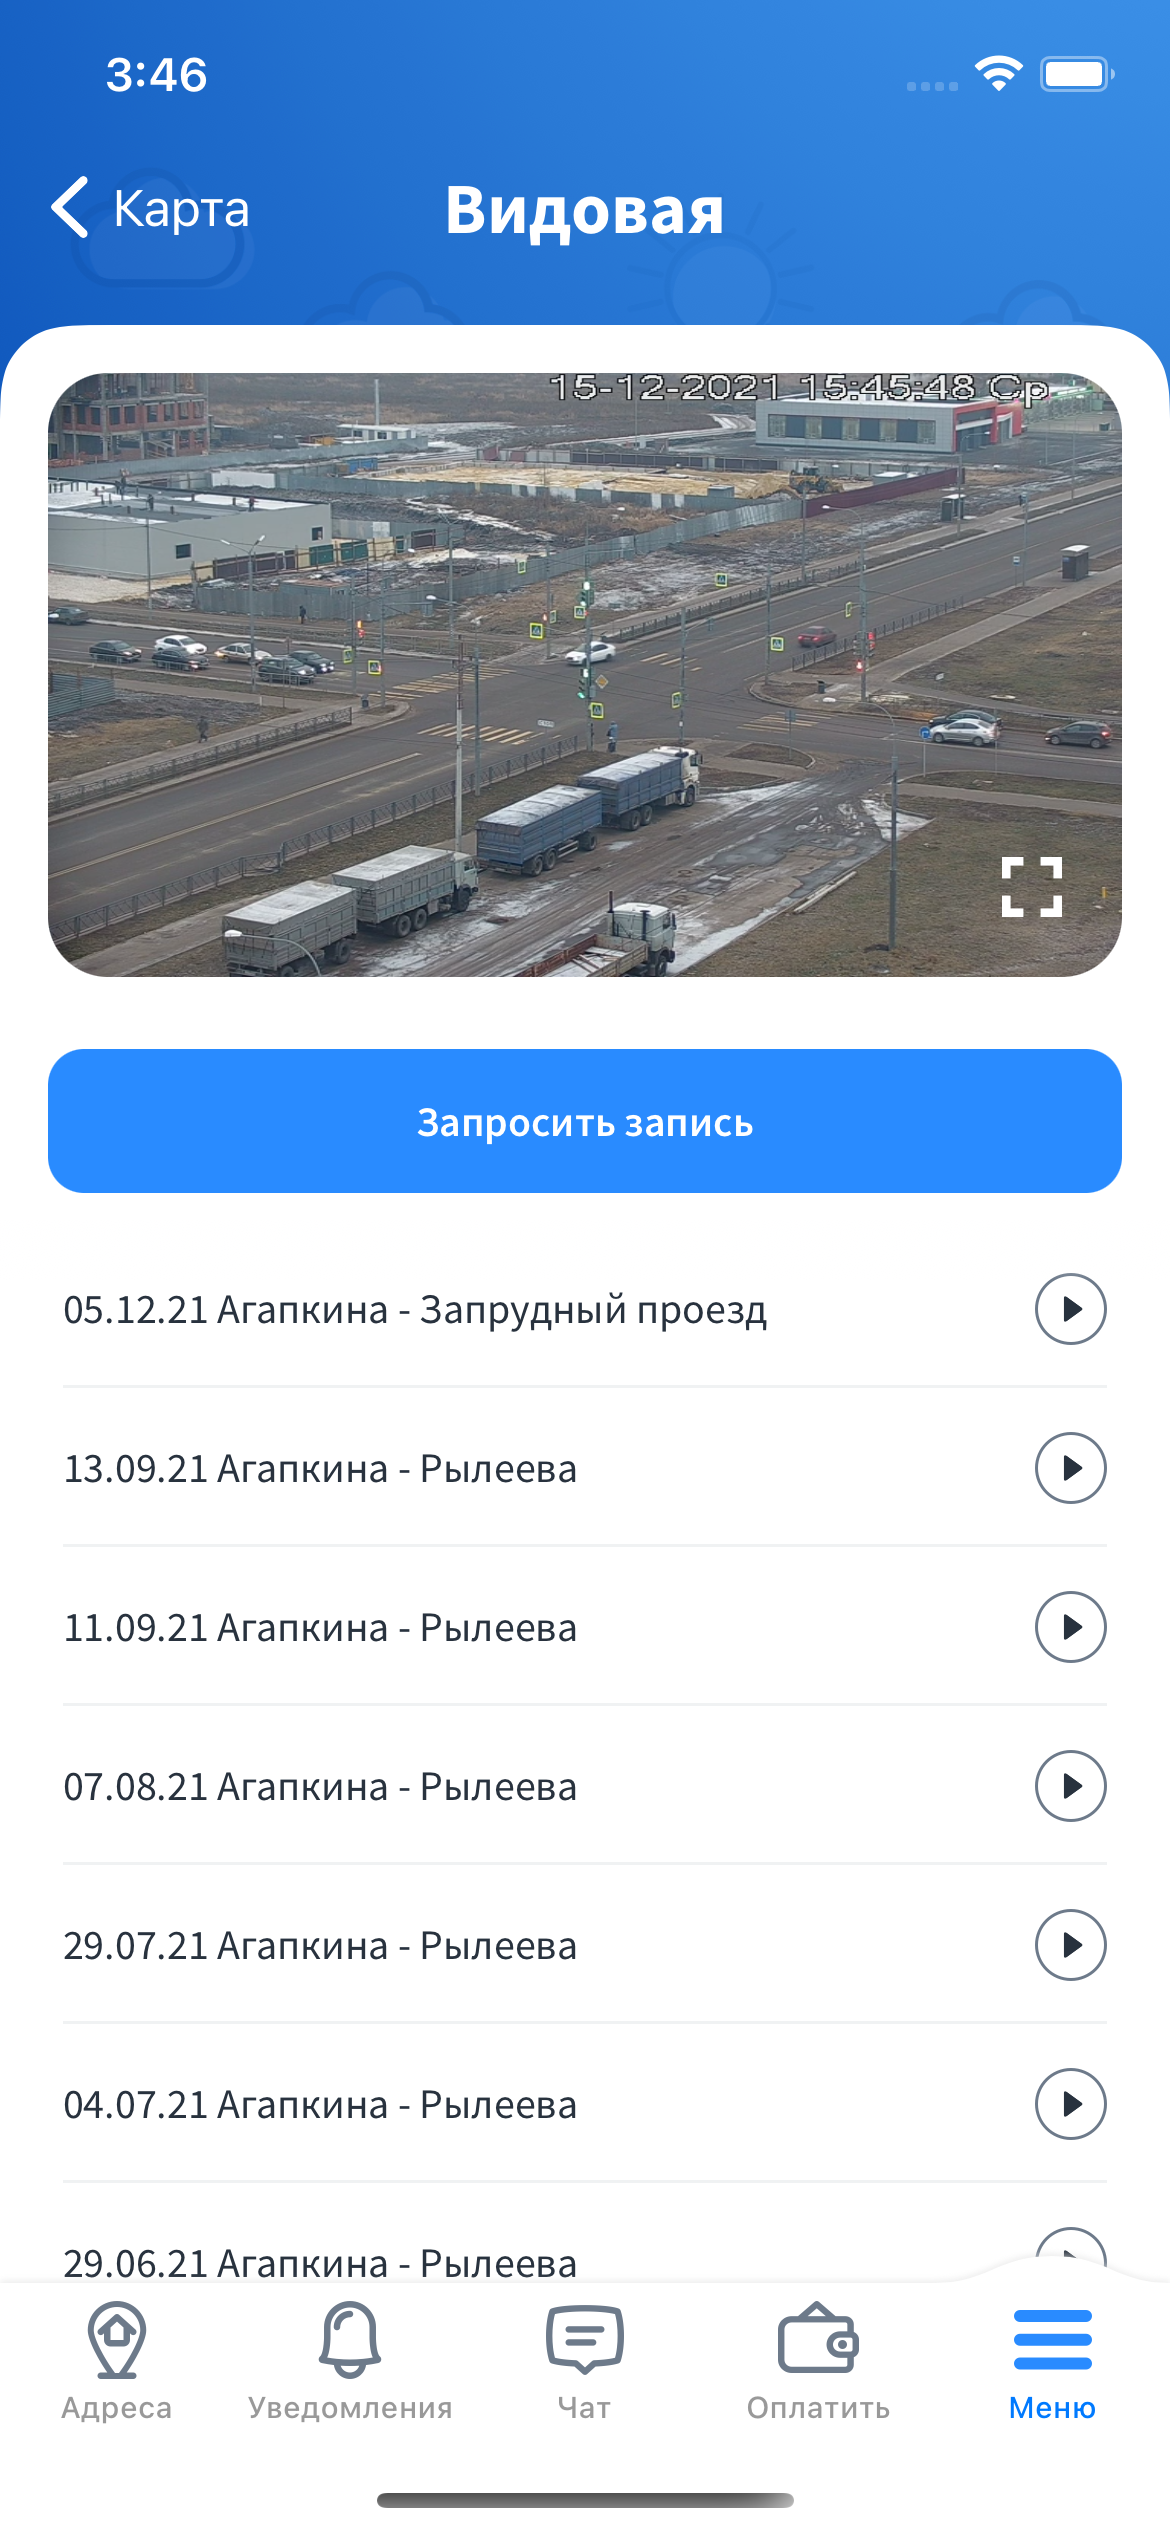 3:46
Карта
Видовая
15-12-2021 15:45:48 Ср
Запросить запись
05.12.21 Агапкина - Запрудный проезд
13.09.21 Агапкина - Рылеева
11.09.21 Агапкина - Рылеева
07.08.21 Агапкина - Рылеева
29.07.21 Агапкина - Рылеева
04.07.21 Агапкина - Рылеева
29.06.21 Агапкина - Рылеева
Адреса
Уведомления
Чат
Оплатить
Меню